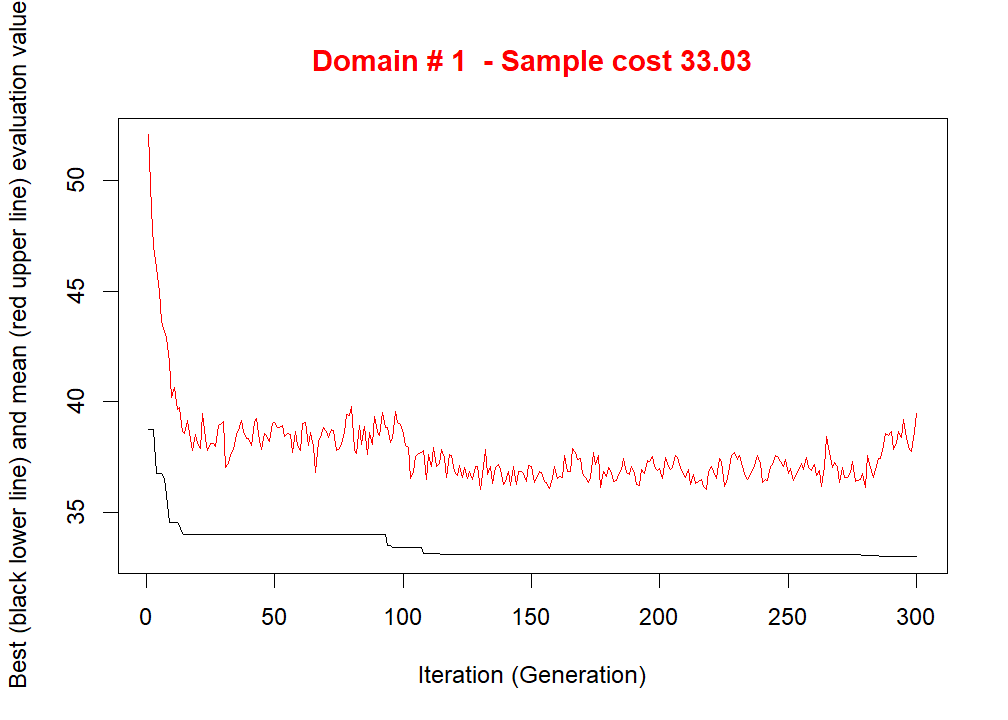 Domain # 1  - Sample cost 33.03
Best (black lower line) and mean (red upper line) evaluation value
50
45
40
35
0 50 100 150 200 250 300
Iteration (Generation)